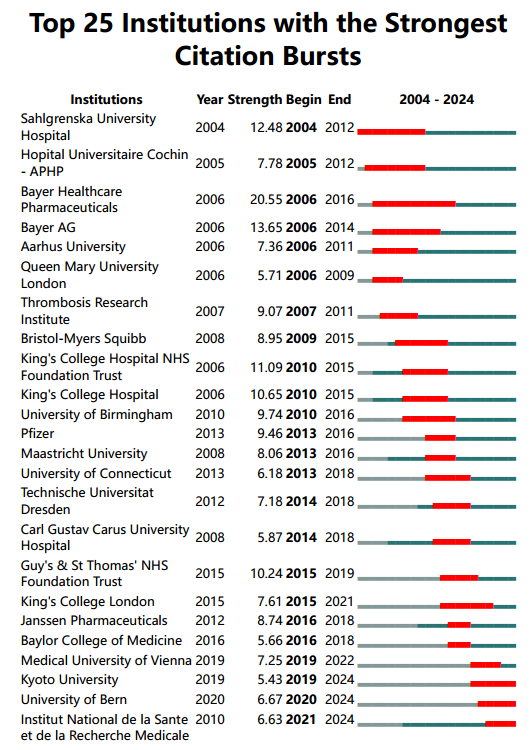 Top 25 Institutions with the Strongest
Citation Bursts
Institutions Year Strength Begin End 2004 - 2024
Sahlgrenska University
Hospital 2004 12.48 2004 2012
Hopital Universitaire Cochin
- APHP 2005 7.78 2005 2012
Bayer Healthcare
Pharmaceuticals 2006 20.55 2006 2016
Bayer AG 2006 13.65 2006 2014
Aarhus University 2006 7.36 2006 2011
Queen Mary University
London 2006 5.71 2006 2009
Thrombosis Research
Institute 2007 9.07 2007 2011
Bristol-Myers Squibb 2008 8.95 2009 2015
King's College Hospital NHS
Foundation Trust 2006 11.09 2010 2015
King's College Hospital 2006 10.65 2010 2015
University of Birmingham 2010 9.74 2010 2016
Pfizer 2013 9.46 2013 2016
Maastricht University 2008 8.06 2013 2016
University of Connecticut 2013 6.18 2013 2018
Technische Universitat
Dresden 2012 7.18 2014 2018
Carl Gustav Carus University
Hospital 2008 5.87 2014 2018
Guy's & St Thomas' NHS
Foundation Trust 2015 10.24 2015 2019
King's College London 2015 7.61 2015 2021
Janssen Pharmaceuticals 2012 8.74 2016 2018
Baylor College of Medicine 2016 5.66 2016 2018
Medical University of Vienna 2019 7.25 2019 2022
Kyoto University 2019 5.43 2019 2024
University of Bern 2020 6.67 2020 2024
Institut National de la Sante
et de la Recherche Medicale 2010 6.63 2021 2024